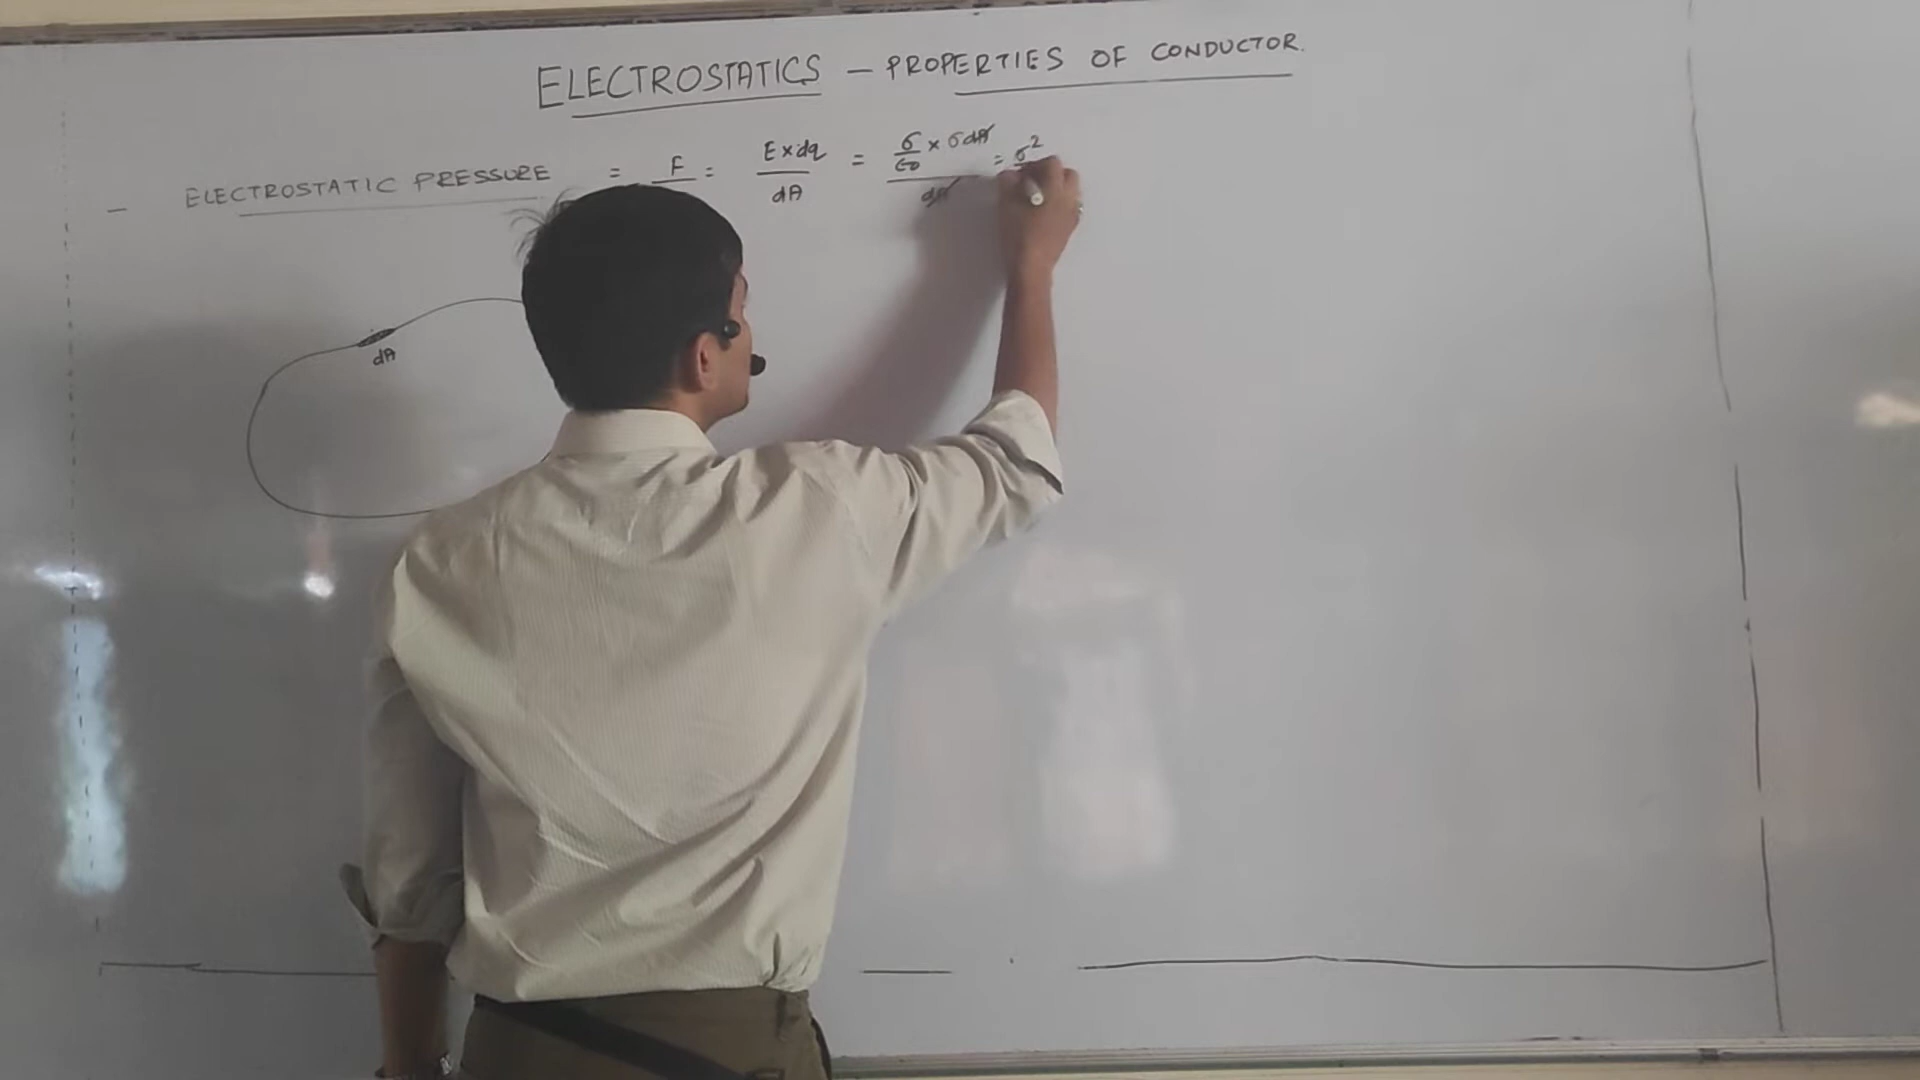 ELECTROSTATICS – PROPERTIES OF CONDUCTOR.
– ELECTROSTATIC PRESSURE = F = E×dq / dA = σ/ε0 × σdA / dA = σ²
dA